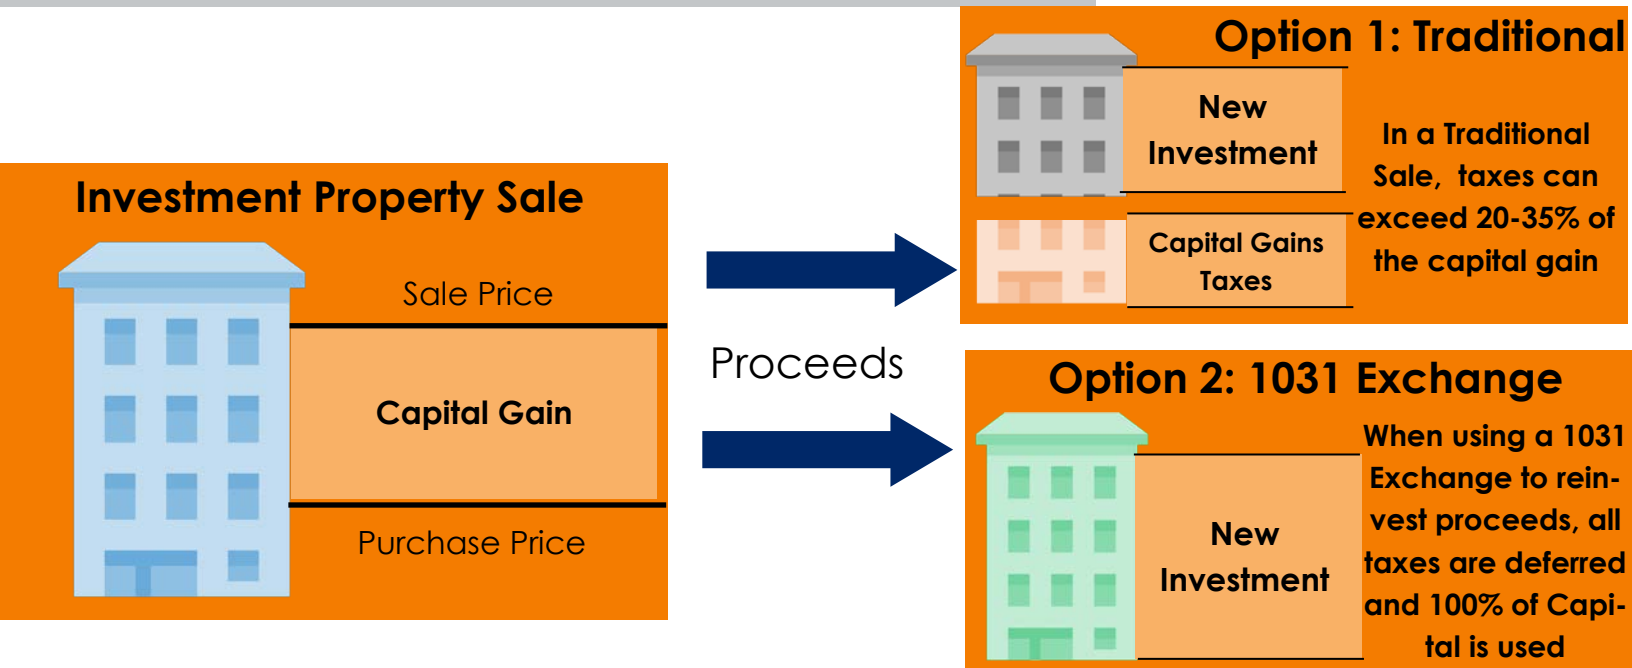 Investment Property Sale
Sale Price
Capital Gain
Purchase Price
Proceeds
Option 1: Traditional
New
Investment
Capital Gains
Taxes
In a Traditional
Sale,  taxes can
exceed 20-35% of
the capital gain
Option 2: 1031 Exchange
New
Investment
When using a 1031
Exchange to rein-
vest proceeds, all
taxes are deferred
and 100% of Capi-
tal is used